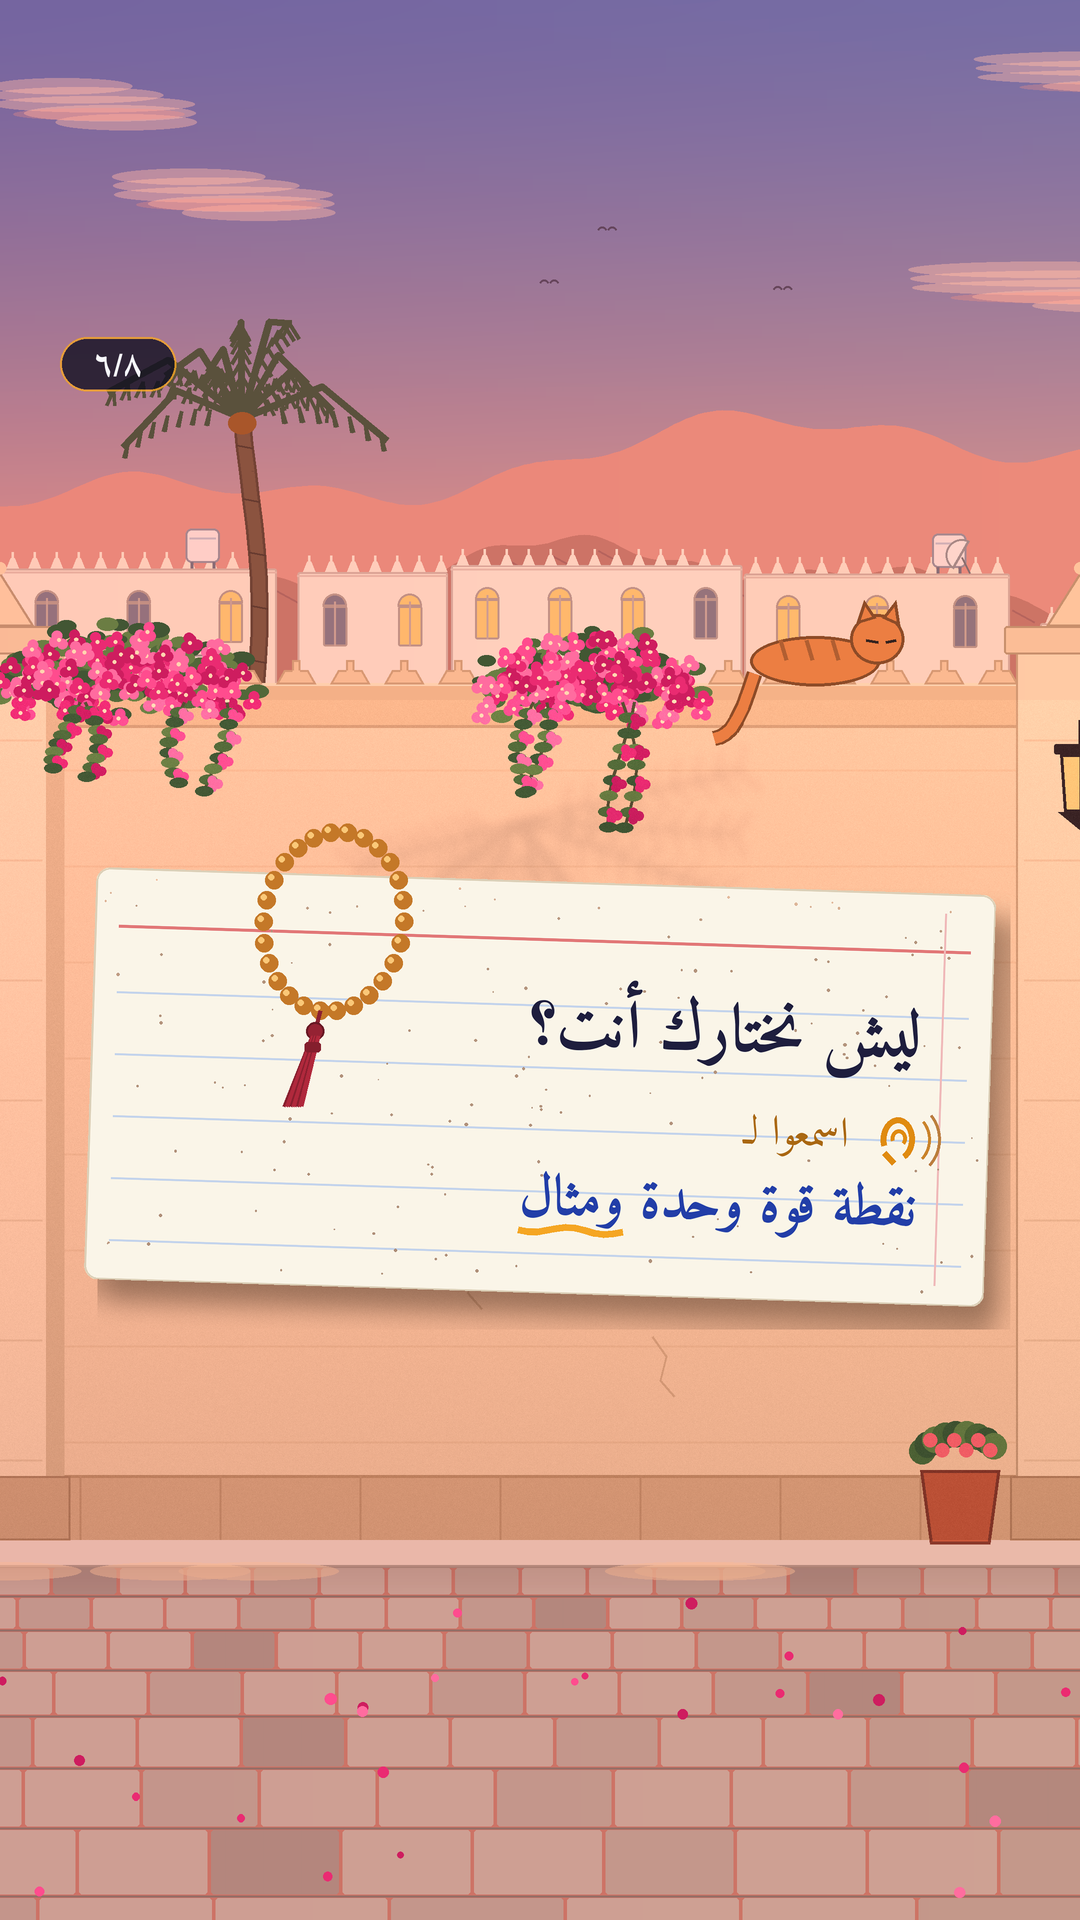 ٦/٨
ليش نختارك أنت؟
اسمعوا لـ
نقطة قوة وحدة ومثال